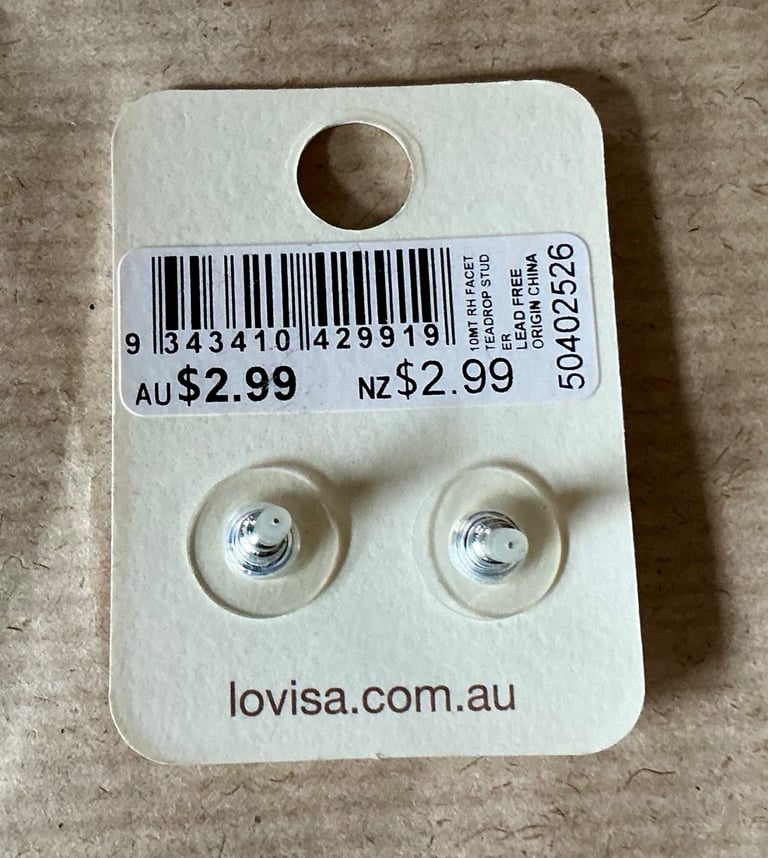 9 343410 429919
AU $2.99 NZ $2.99
10MT RH FACET
TEADROP STUD
ER
LEAD FREE
ORIGIN CHINA
50402526
lovisa.com.au